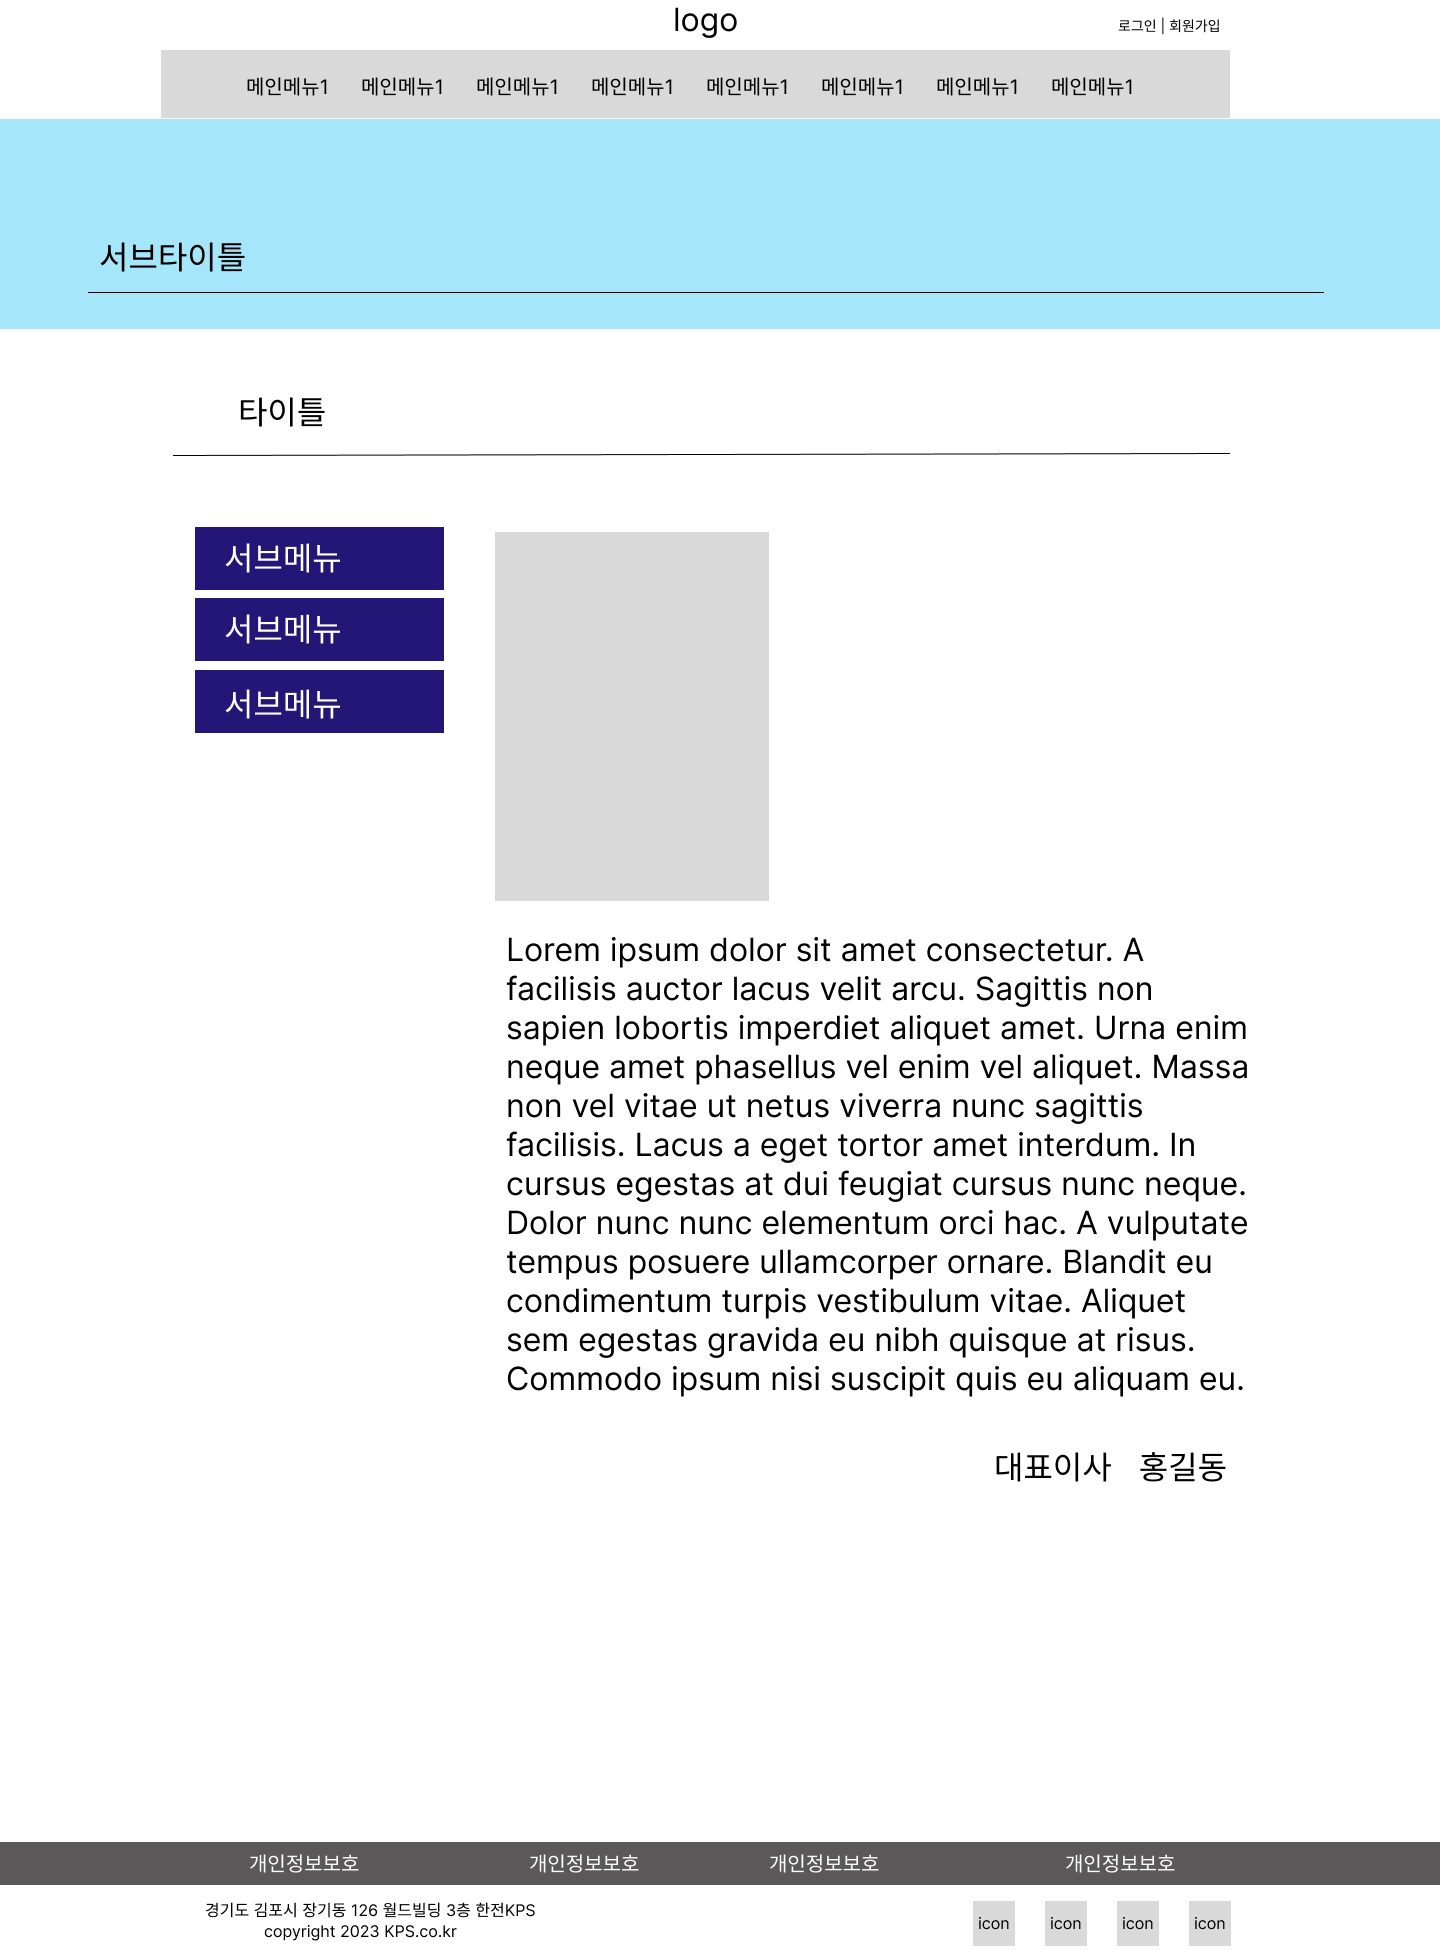 logo
로그인 | 회원가입
메인메뉴1 메인메뉴1 메인메뉴1 메인메뉴1 메인메뉴1 메인메뉴1 메인메뉴1 메인메뉴1
서브타이틀
타이틀
서브메뉴
서브메뉴
서브메뉴
Lorem ipsum dolor sit amet consectetur. A
facilisis auctor lacus velit arcu. Sagittis non
sapien lobortis imperdiet aliquet amet. Urna enim
neque amet phasellus vel enim vel aliquet. Massa
non vel vitae ut netus viverra nunc sagittis
facilisis. Lacus a eget tortor amet interdum. In
cursus egestas at dui feugiat cursus nunc neque.
Dolor nunc nunc elementum orci hac. A vulputate
tempus posuere ullamcorper ornare. Blandit eu
condimentum turpis vestibulum vitae. Aliquet
sem egestas gravida eu nibh quisque at risus.
Commodo ipsum nisi suscipit quis eu aliquam eu.
대표이사 홍길동
개인정보보호 개인정보보호 개인정보보호 개인정보보호
경기도 김포시 장기동 126 월드빌딩 3층 한전KPS
copyright 2023 KPS.co.kr
icon icon icon icon